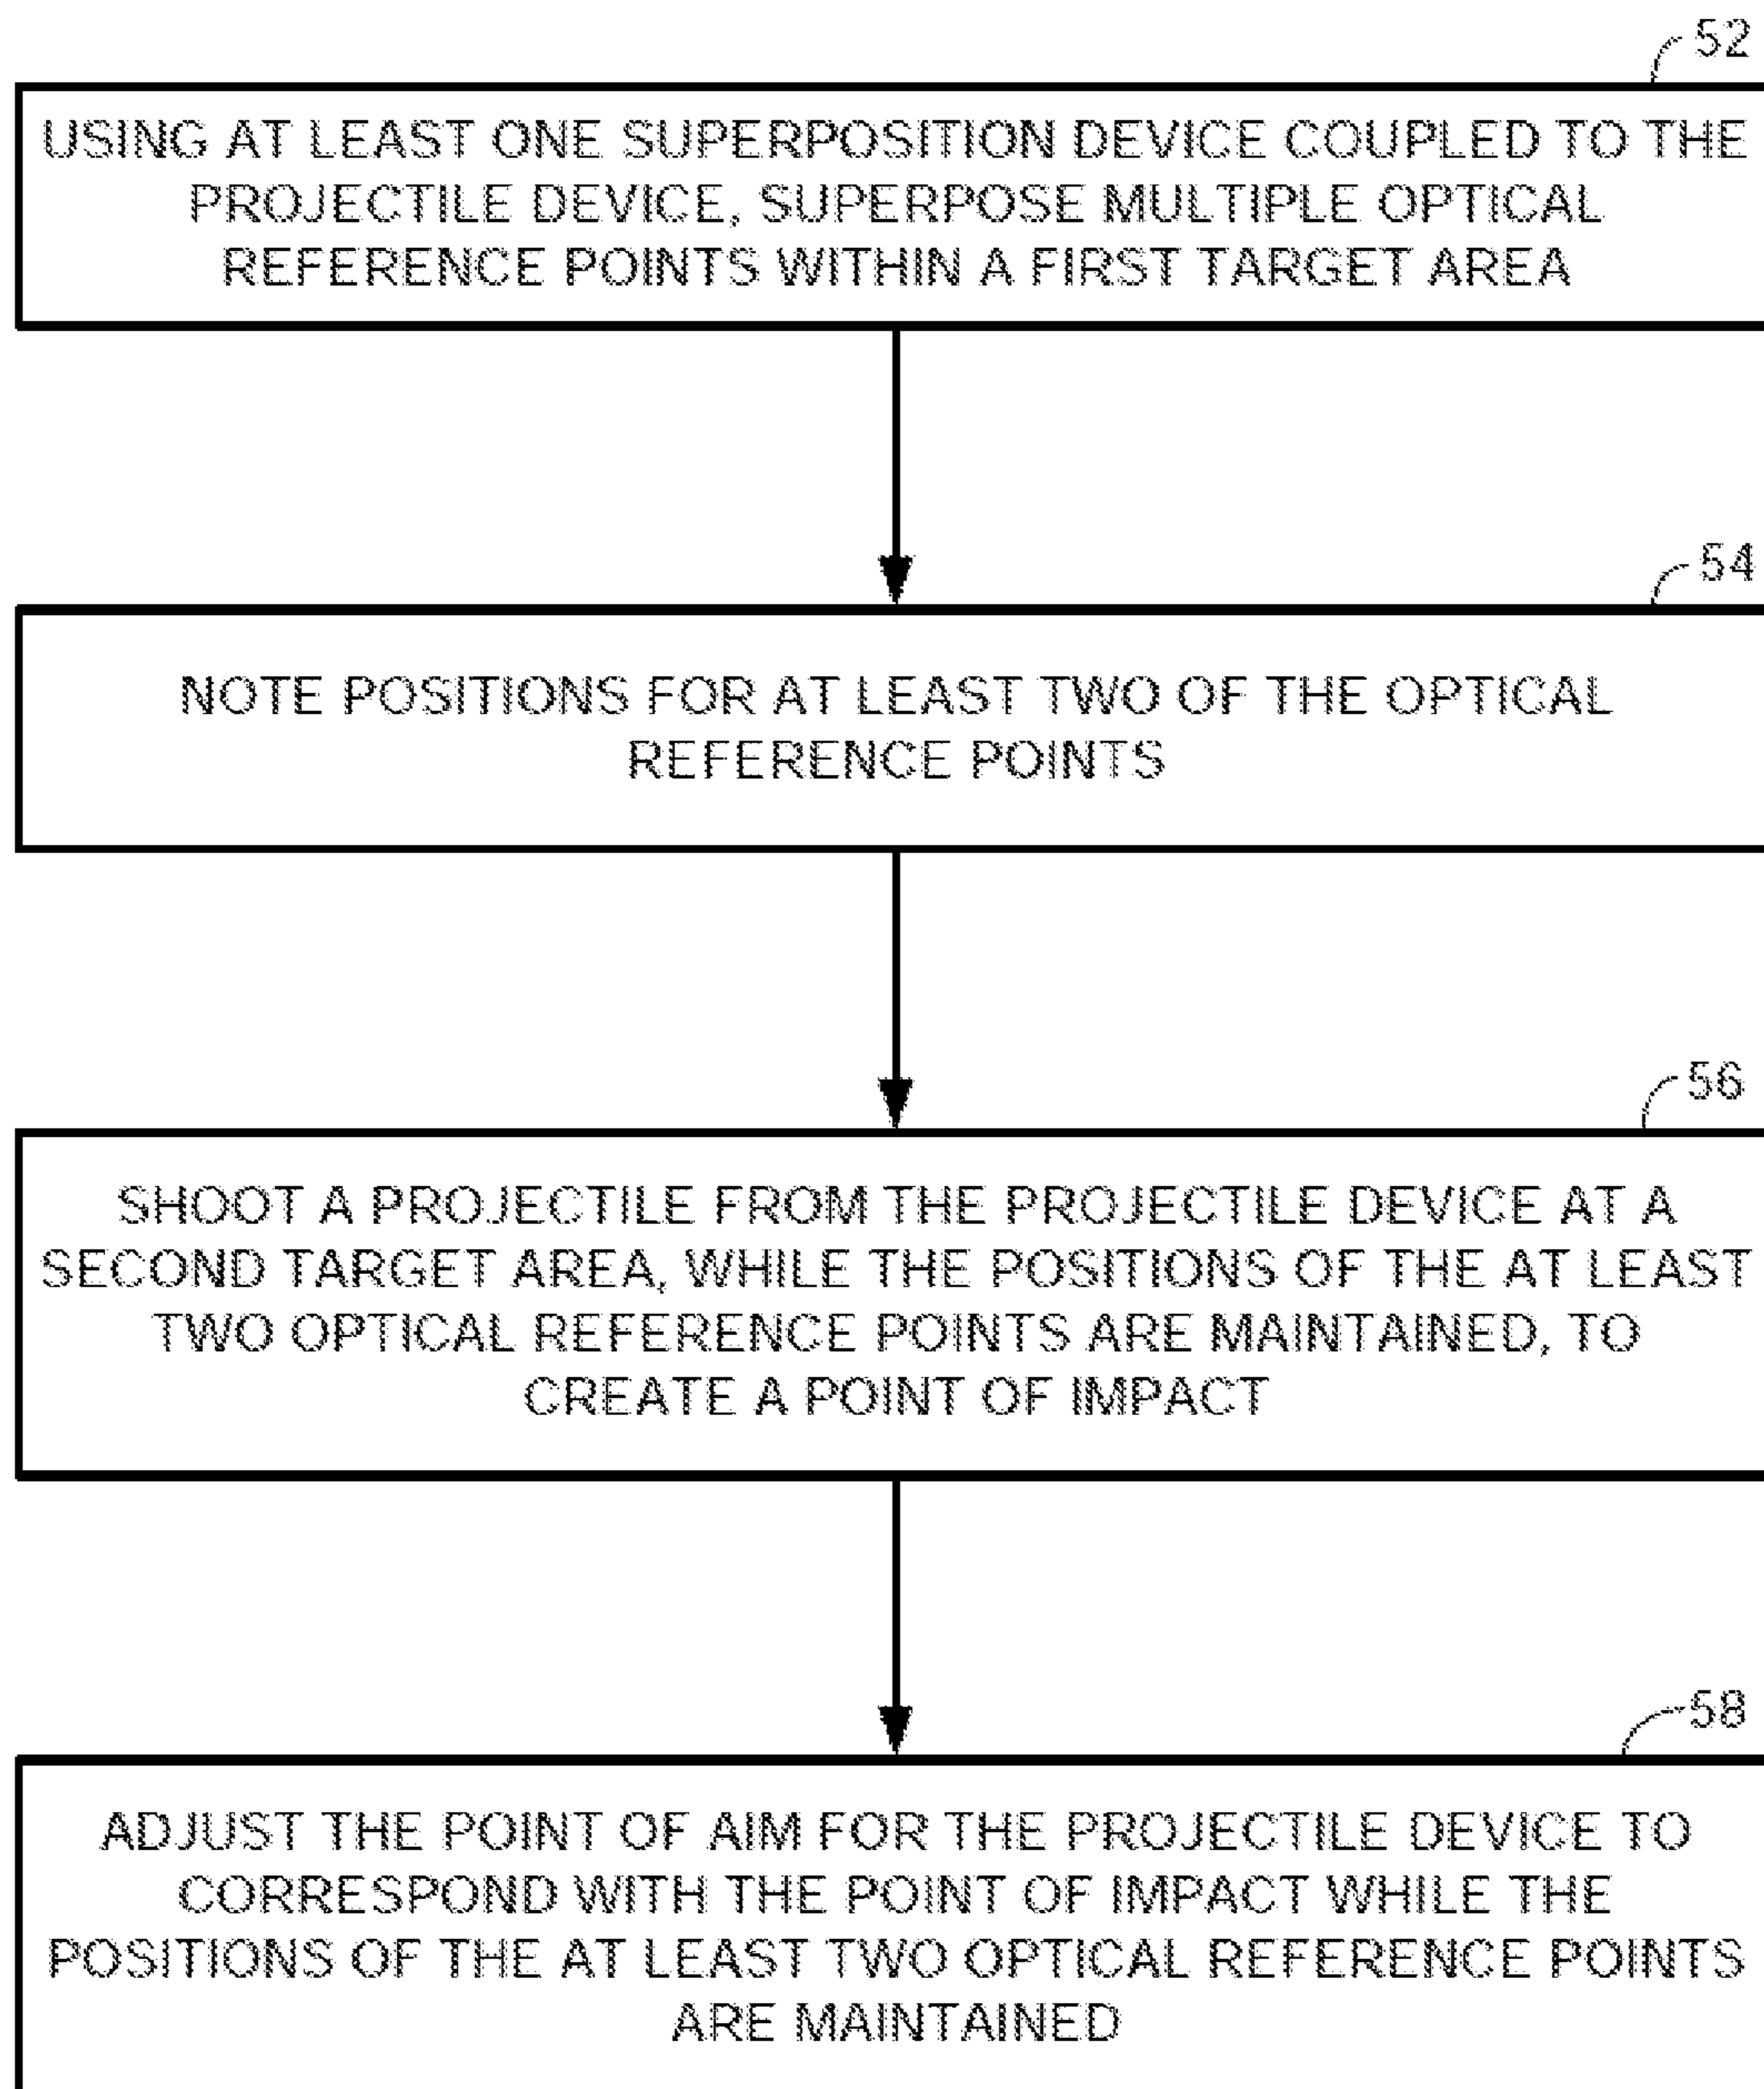 52
USING AT LEAST ONE SUPERPOSITION DEVICE COUPLED TO THE
PROJECTILE DEVICE, SUPERPOSE MULTIPLE OPTICAL
REFERENCE POINTS WITHIN A FIRST TARGET AREA
54
NOTE POSITIONS FOR AT LEAST TWO OF THE OPTICAL
REFERENCE POINTS
56
SHOOT A PROJECTILE FROM THE PROJECTILE DEVICE AT A
SECOND TARGET AREA, WHILE THE POSITIONS OF THE AT LEAST
TWO OPTICAL REFERENCE POINTS ARE MAINTAINED, TO
CREATE A POINT OF IMPACT
58
ADJUST THE POINT OF AIM FOR THE PROJECTILE DEVICE TO
CORRESPOND WITH THE POINT OF IMPACT WHILE THE
POSITIONS OF THE AT LEAST TWO OPTICAL REFERENCE POINTS
ARE MAINTAINED